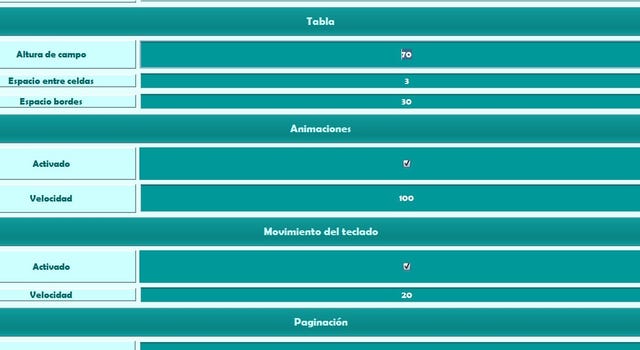 Tabla
Altura de campo 70
Espacio entre celdas 3
Espacio bordes 30
Animaciones
Activado
Velocidad 100
Movimiento del teclado
Activado
Velocidad 20
Paginación